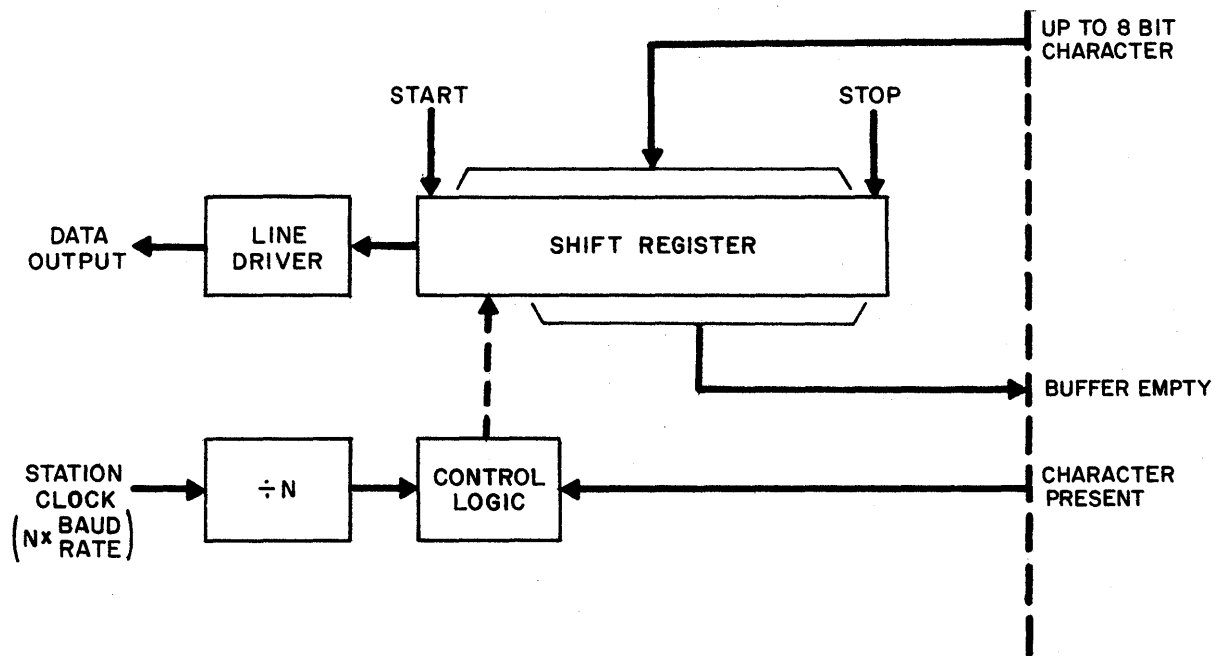 UP TO 8 BIT
CHARACTER
START
STOP
DATA
OUTPUT
LINE
DRIVER
SHIFT REGISTER
BUFFER EMPTY
STATION
CLOCK
(N× BAUD
RATE)
÷N
CONTROL
LOGIC
CHARACTER
PRESENT